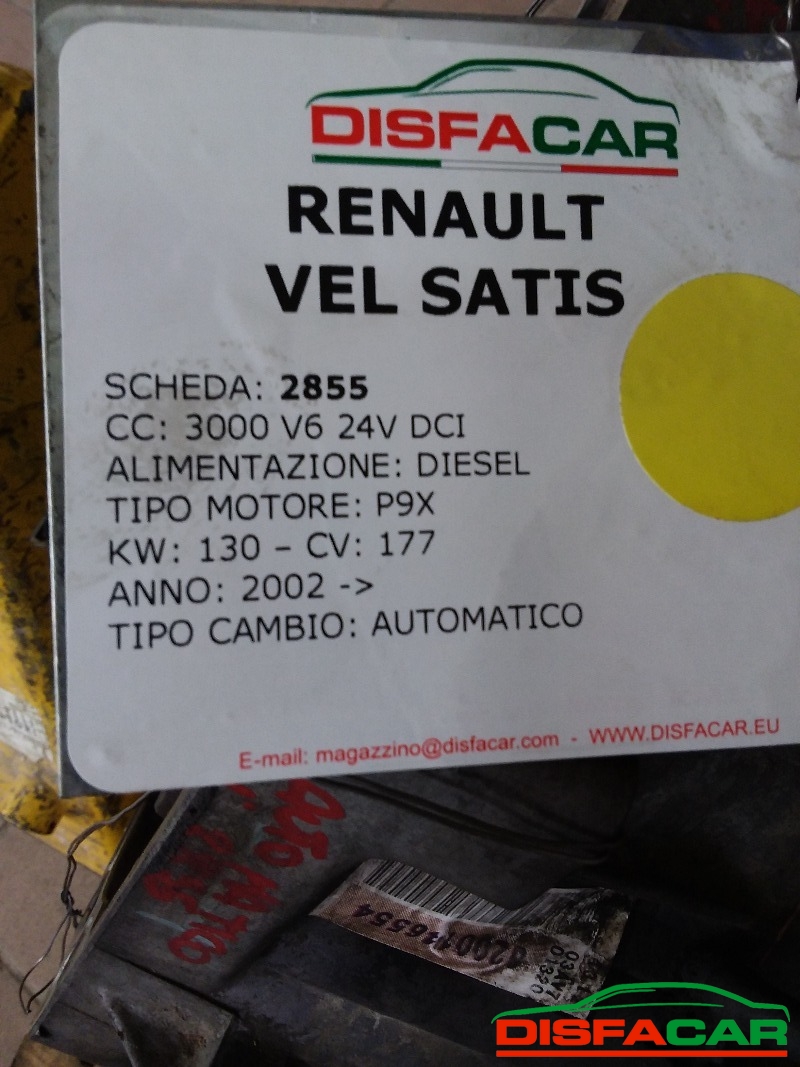 DISFACAR
RENAULT
VEL SATIS
SCHEDA: 2855
CC: 3000 V6 24V DCI
ALIMENTAZIONE: DIESEL
TIPO MOTORE: P9X
KW: 130 – CV: 177
ANNO: 2002 ->
TIPO CAMBIO: AUTOMATICO
E-mail: magazzino@disfacar.com - WWW.DISFACAR.EU
DISFACAR